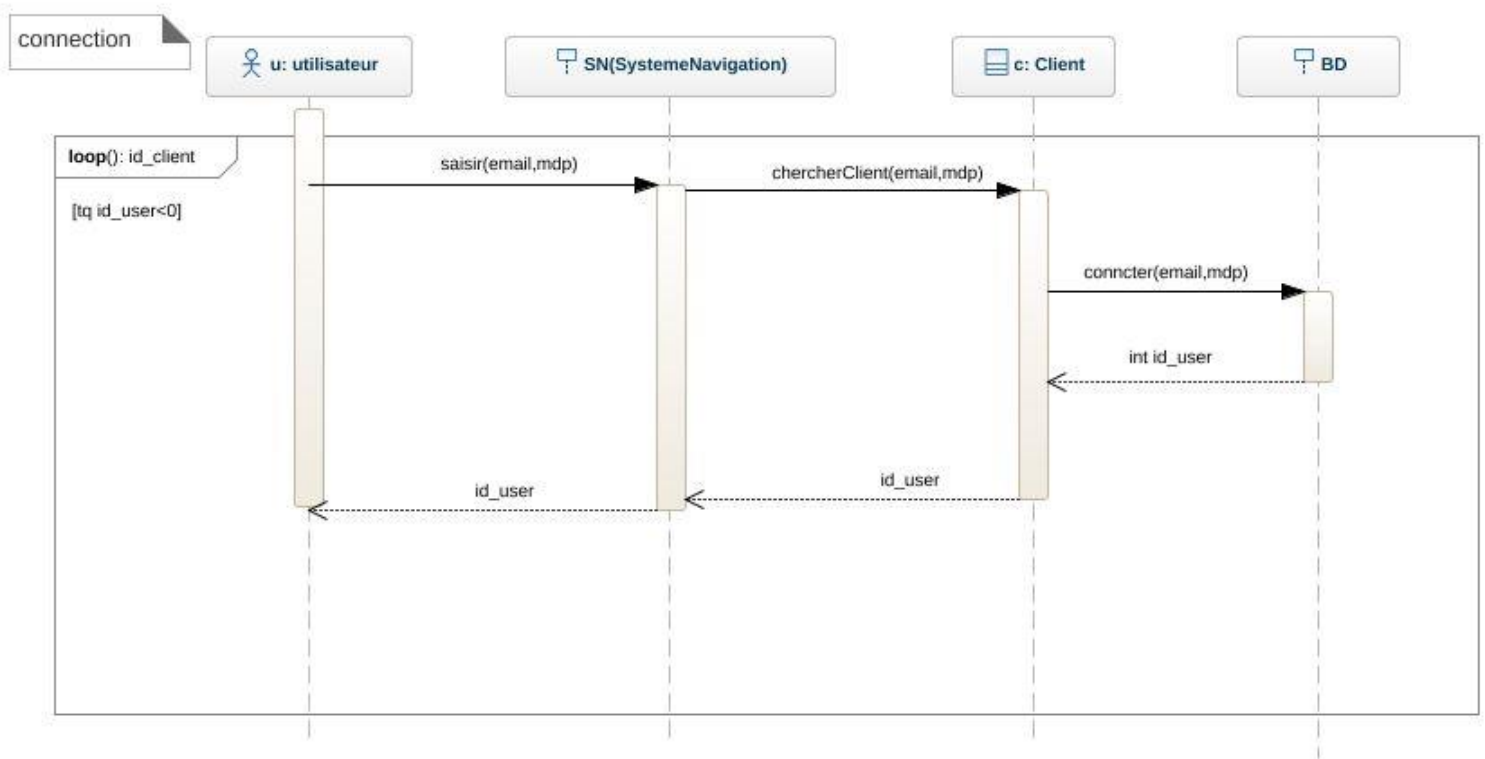 connection
u: utilisateur
SN(SystemeNavigation)
c: Client
BD
loop(): id_client
[tq id_user<0]
saisir(email,mdp)
chercherClient(email,mdp)
conncter(email,mdp)
int id_user
id_user
id_user